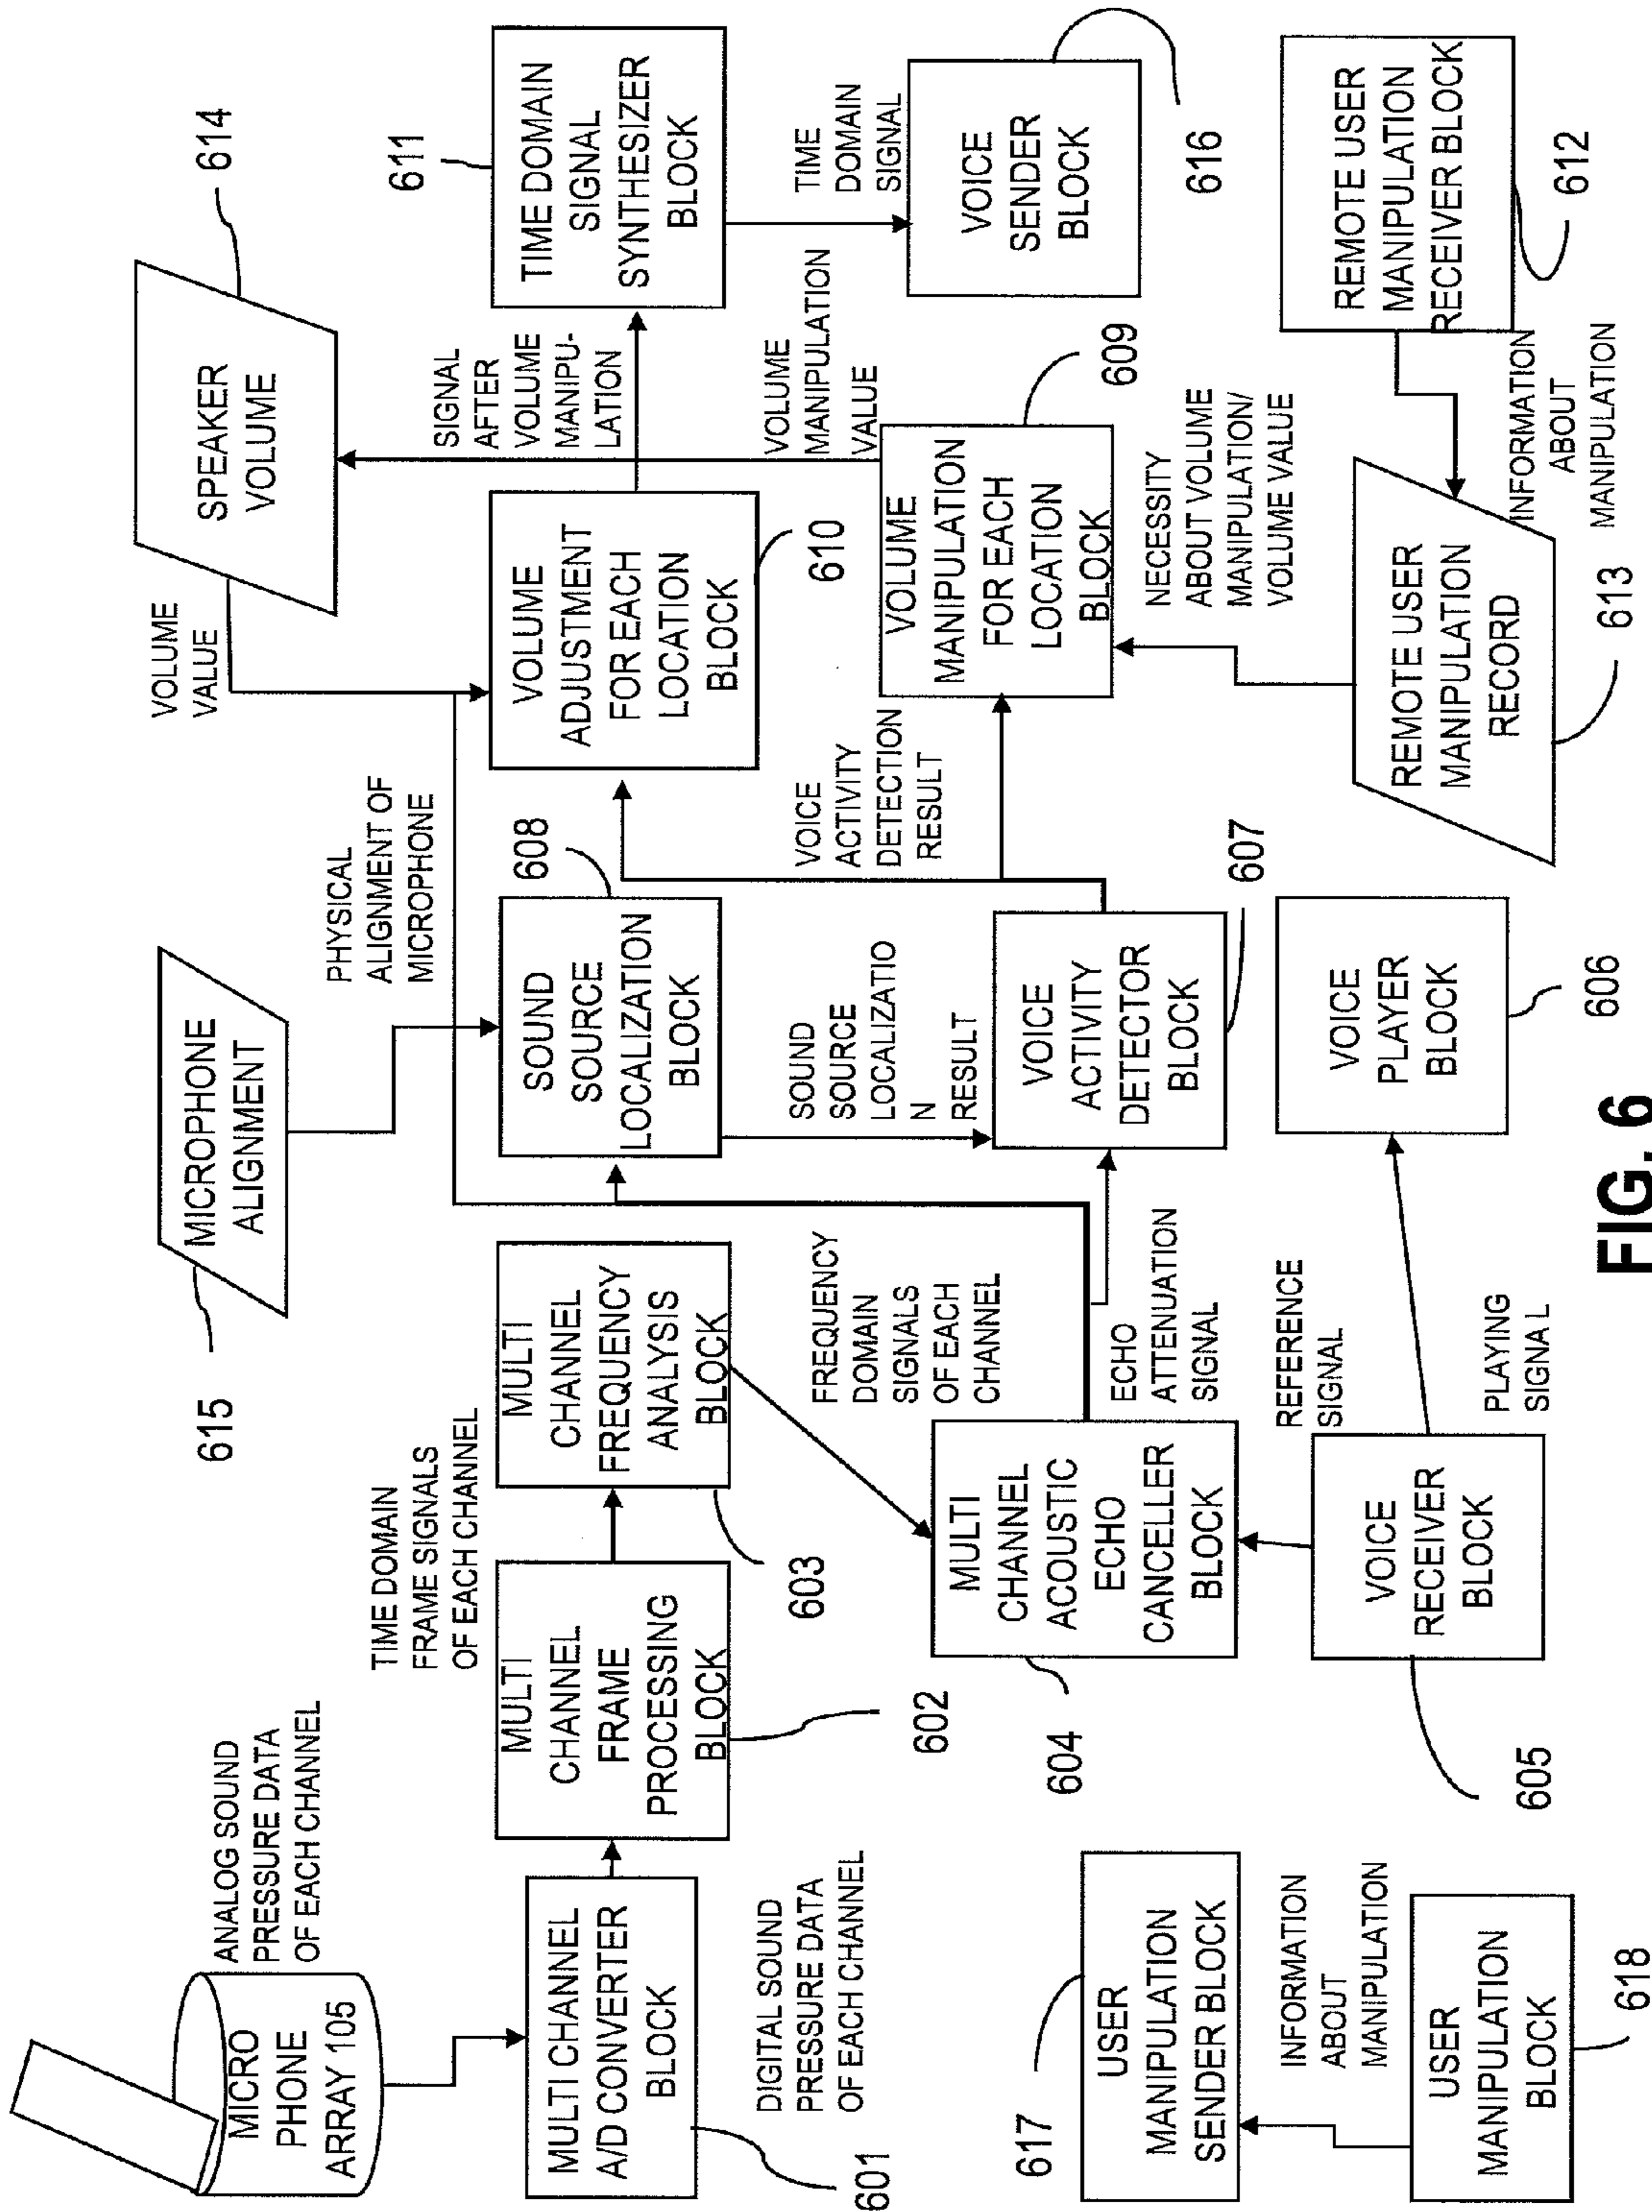 MICRO
PHONE
ARRAY 105
ANALOG SOUND
PRESSURE DATA
OF EACH CHANNEL
MULTI CHANNEL
A/D CONVERTER
BLOCK
601
DIGITAL SOUND
PRESSURE DATA
OF EACH CHANNEL
MULTI
CHANNEL
FRAME
PROCESSING
BLOCK
602
TIME DOMAIN
FRAME SIGNALS
OF EACH CHANNEL
MULTI
CHANNEL
FREQUENCY
ANALYSIS
BLOCK
603
FREQUENCY
DOMAIN
SIGNALS
OF EACH
CHANNEL
615
MICROPHONE
ALIGNMENT
PHYSICAL
ALIGNMENT OF
MICROPHONE
SOUND
SOURCE
LOCALIZATION
BLOCK
608
SOUND
SOURCE
LOCALIZATIO
N
RESULT
VOLUME
VALUE
SPEAKER
VOLUME
614
VOLUME
ADJUSTMENT
FOR EACH
LOCATION
BLOCK
610
SIGNAL
AFTER
VOLUME
MANIPU-
LATION
611
TIME DOMAIN
SIGNAL
SYNTHESIZER
BLOCK
TIME
DOMAIN
SIGNAL
VOICE
SENDER
BLOCK
616
VOLUME
MANIPULATION
VALUE
VOLUME
MANIPULATION
FOR EACH
LOCATION
BLOCK
609
VOICE
ACTIVITY
DETECTION
RESULT
VOICE
ACTIVITY
DETECTOR
BLOCK
607
MULTI
CHANNEL
ACOUSTIC
ECHO
CANCELLER
BLOCK
604
ECHO
ATTENUATION
SIGNAL
REFERENCE
SIGNAL
VOICE
RECEIVER
BLOCK
605
PLAYING
SIGNAL
VOICE
PLAYER
BLOCK
606
NECESSITY
ABOUT VOLUME
MANIPULATION/
VOLUME VALUE
REMOTE USER
MANIPULATION
RECORD
613
INFORMATION
ABOUT
MANIPULATION
REMOTE USER
MANIPULATION
RECEIVER BLOCK
612
617
USER
MANIPULATION
SENDER BLOCK
INFORMATION
ABOUT
MANIPULATION
USER
MANIPULATION
BLOCK
618
FIG. 6